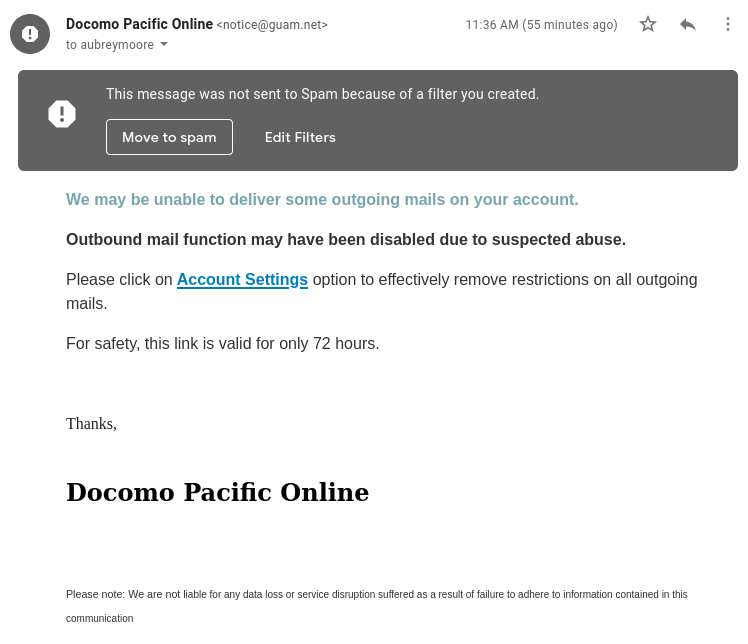 Docomo Pacific Online <notice@guam.net> 11:36 AM (55 minutes ago)
to aubreymoore
This message was not sent to Spam because of a filter you created.
Move to spam Edit Filters
We may be unable to deliver some outgoing mails on your account.
Outbound mail function may have been disabled due to suspected abuse.
Please click on Account Settings option to effectively remove restrictions on all outgoing
mails.
For safety, this link is valid for only 72 hours.
Thanks,
Docomo Pacific Online
Please note: We are not liable for any data loss or service disruption suffered as a result of failure to adhere to information contained in this
communication